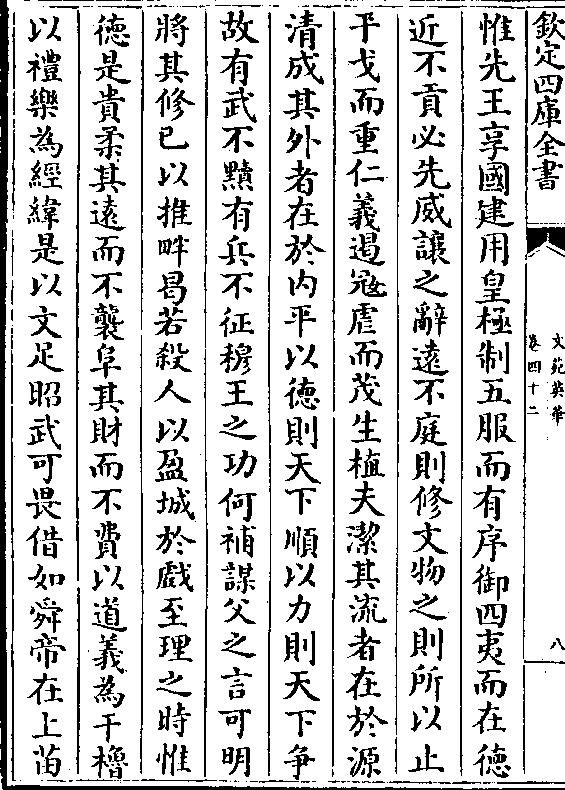 欽定四庫全書
文苑英華
卷四十二
八
惟先王享國建用皇極制五服而有序御四夷而在德
近不貢必先威讓之辭遠不庭則修文物之則所以止
干戈而重仁義遏冦虐而茂生植夫潔其流者在於源
清成其外者在於内平以德則天下順以力則天下争
故有武不黷有兵不征穆王之功何補謀父之言可明
將其修已以推畔曷若殺人以盈城於戲至理之時惟
德是貴柔其遠而不襲阜其財而不費以道義為干櫓
以禮樂為經緯是以文足昭武可畏借如舜帝在上苗